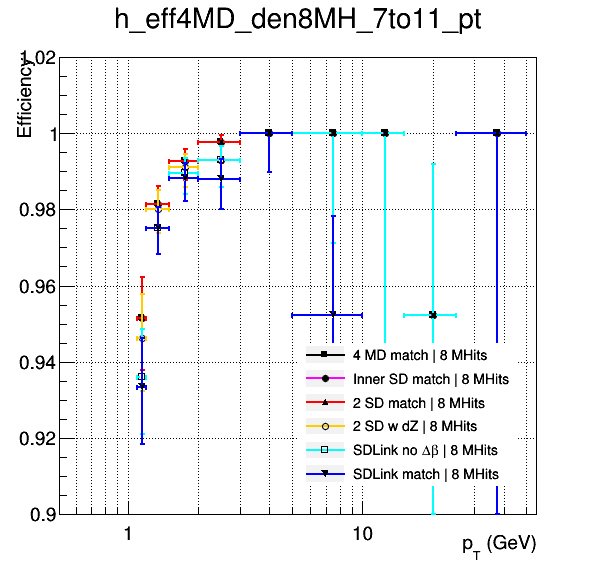 h_eff4MD_den8MH_7to11_pt
Efficiency
1.02
1
0.98
0.96
0.94
0.92
0.9
4 MD match | 8 MHits
Inner SD match | 8 MHits
2 SD match | 8 MHits
2 SD w dZ | 8 MHits
SDLink no Δβ | 8 MHits
SDLink match | 8 MHits
1
10
p_T (GeV)